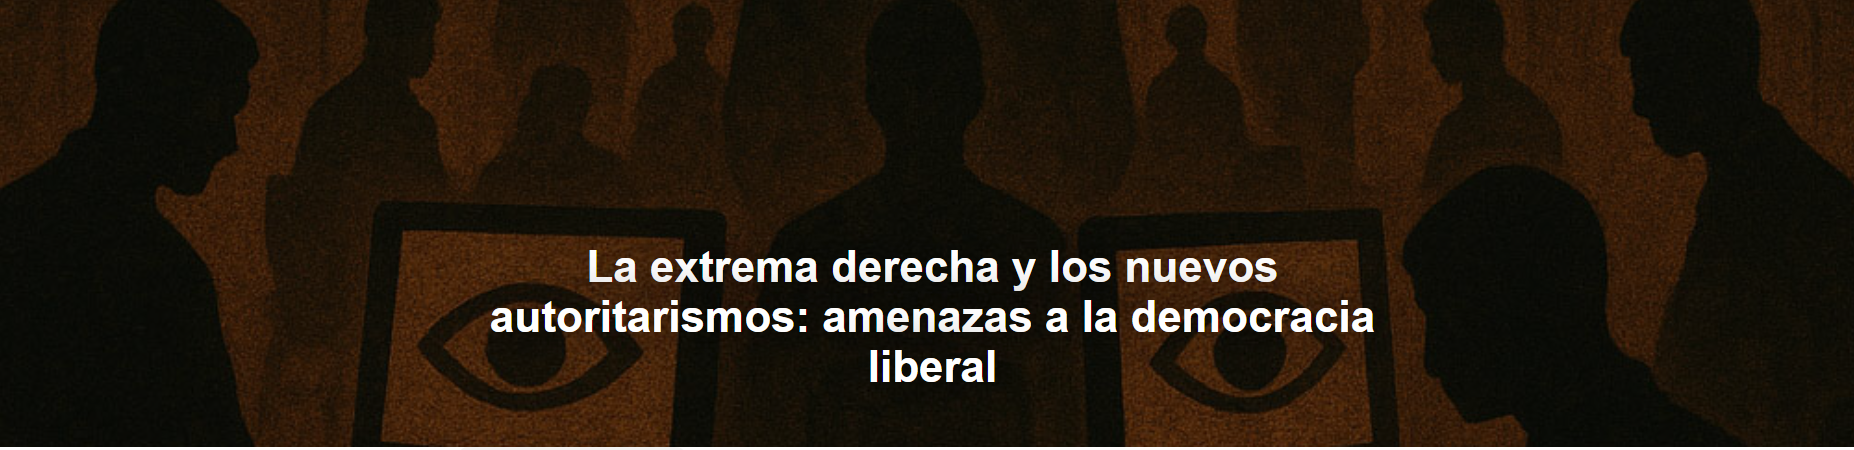 La extrema derecha y los nuevos
autoritarismos: amenazas a la democracia
liberal